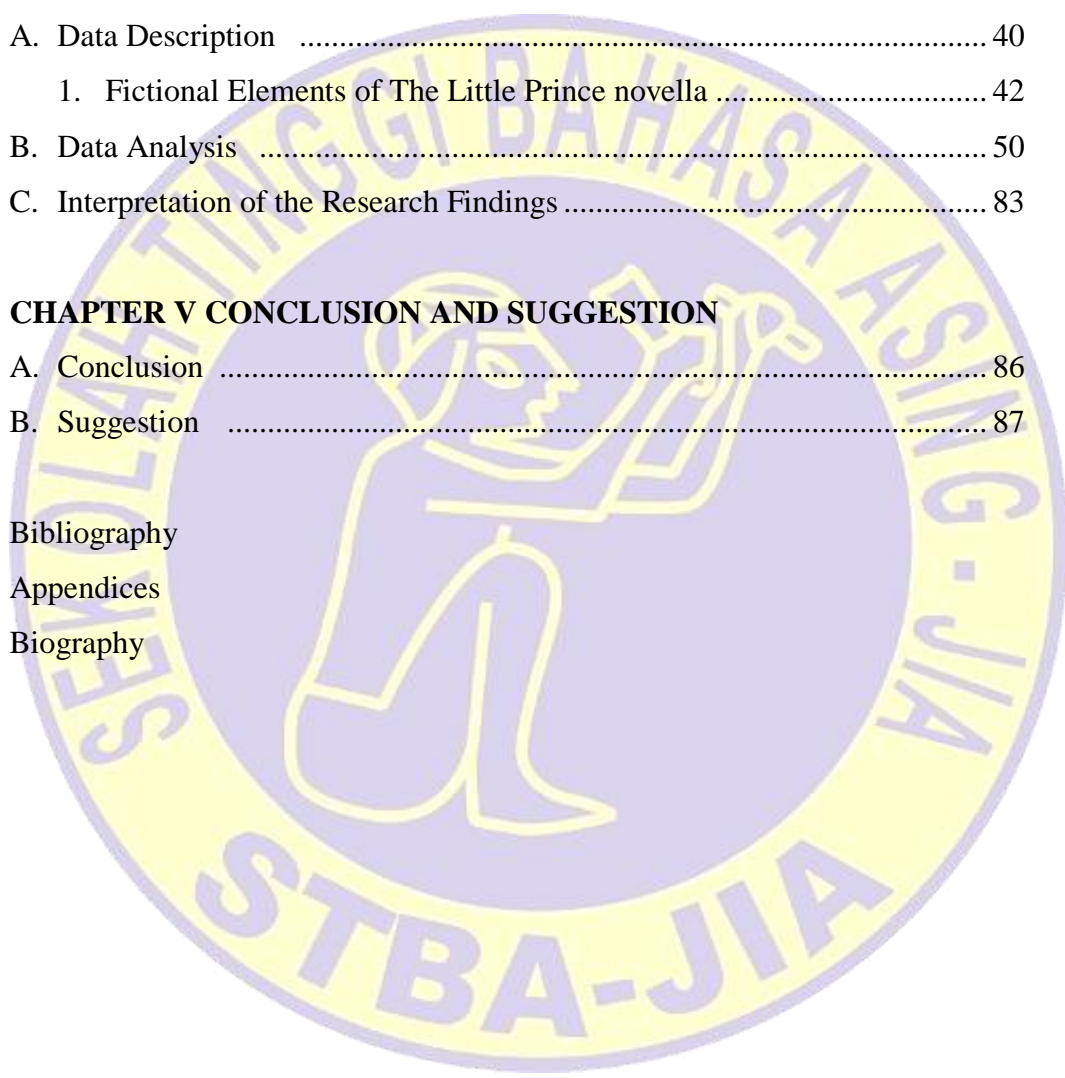 A. Data Description ........................................................................................ 40
1. Fictional Elements of The Little Prince novella ................................... 42
B. Data Analysis ............................................................................................. 50
C. Interpretation of the Research Findings ...................................................... 83
CHAPTER V CONCLUSION AND SUGGESTION
A. Conclusion .................................................................................................. 86
B. Suggestion ................................................................................................. 87
Bibliography
Appendices
Biography
SEKOLAH TINGGI BAHASA ASING - JIA
STBA-JIA